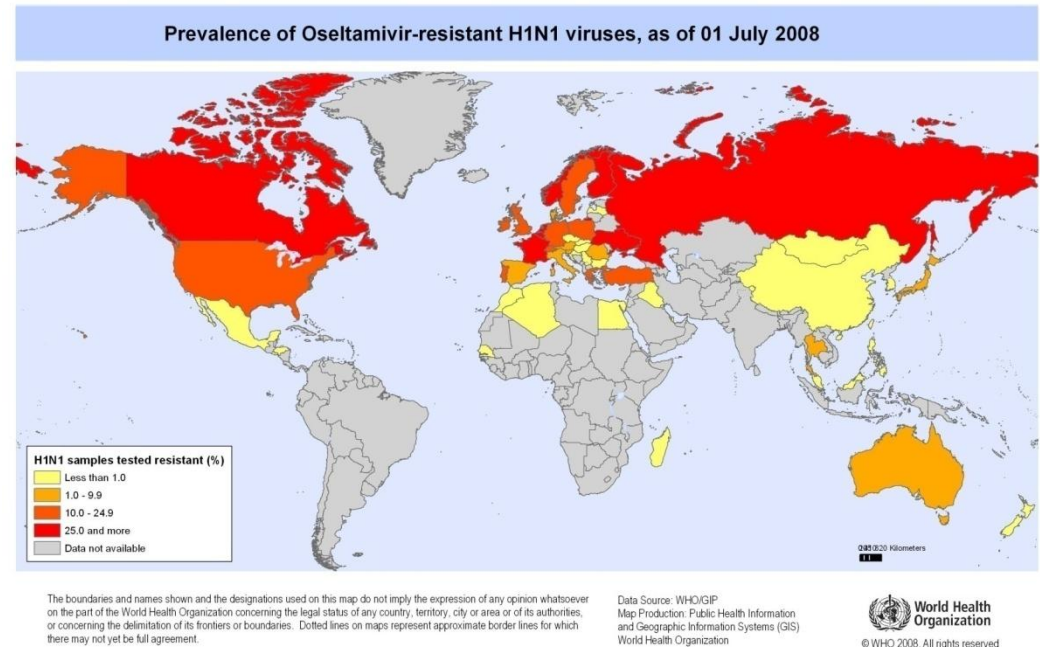 Prevalence of Oseltamivir-resistant H1N1 viruses, as of 01 July 2008
H1N1 samples tested resistant (%)
Less than 1.0
1.0 - 9.9
10.0 - 24.9
25.0 and more
Data not available
Kilometers
The boundaries and names shown and the designations used on this map do not imply the expression of any opinion whatsoever
on the part of the World Health Organization concerning the legal status of any country, territory, city or area or of its authorities,
or concerning the delimitation of its frontiers or boundaries. Dotted lines on maps represent approximate border lines for which
there may not yet be full agreement.
Data Source: WHO/GIP
Map Production: Public Health Information
and Geographic Information Systems (GIS)
World Health Organization
World Health
Organization
© WHO 2008. All rights reserved